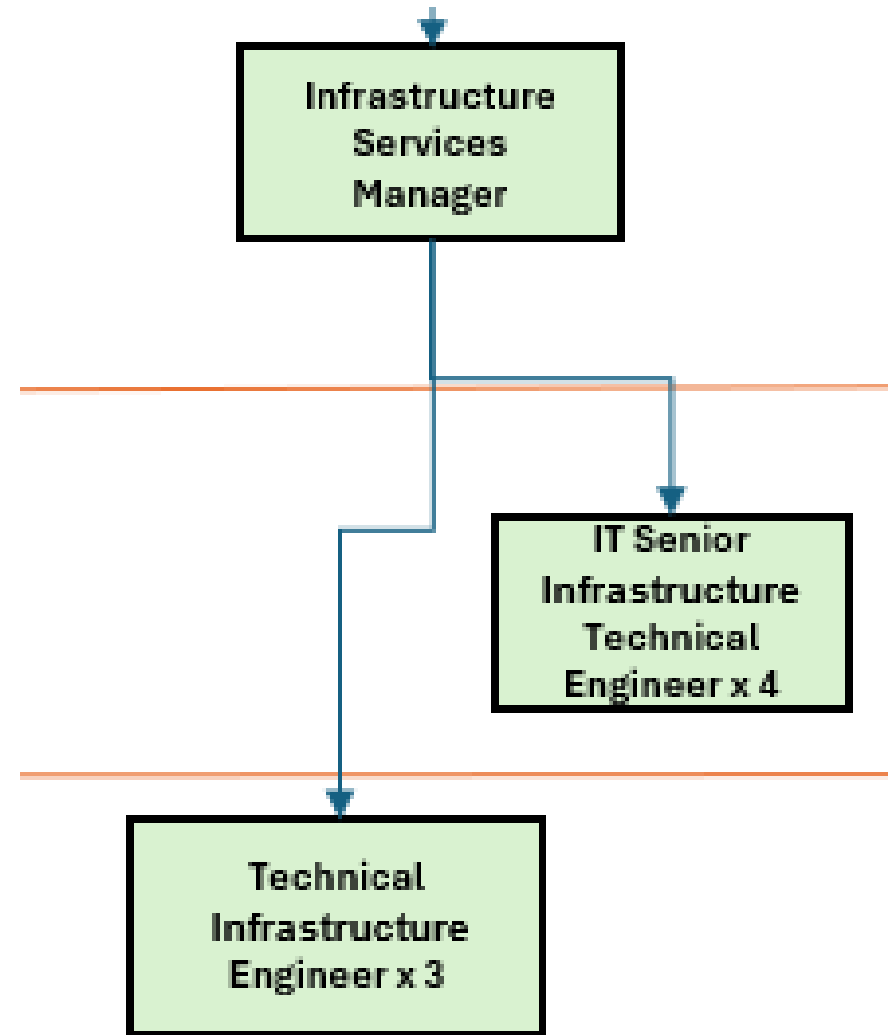 Infrastructure
Services
Manager
IT Senior
Infrastructure
Technical
Engineer x 4
Technical
Infrastructure
Engineer x 3